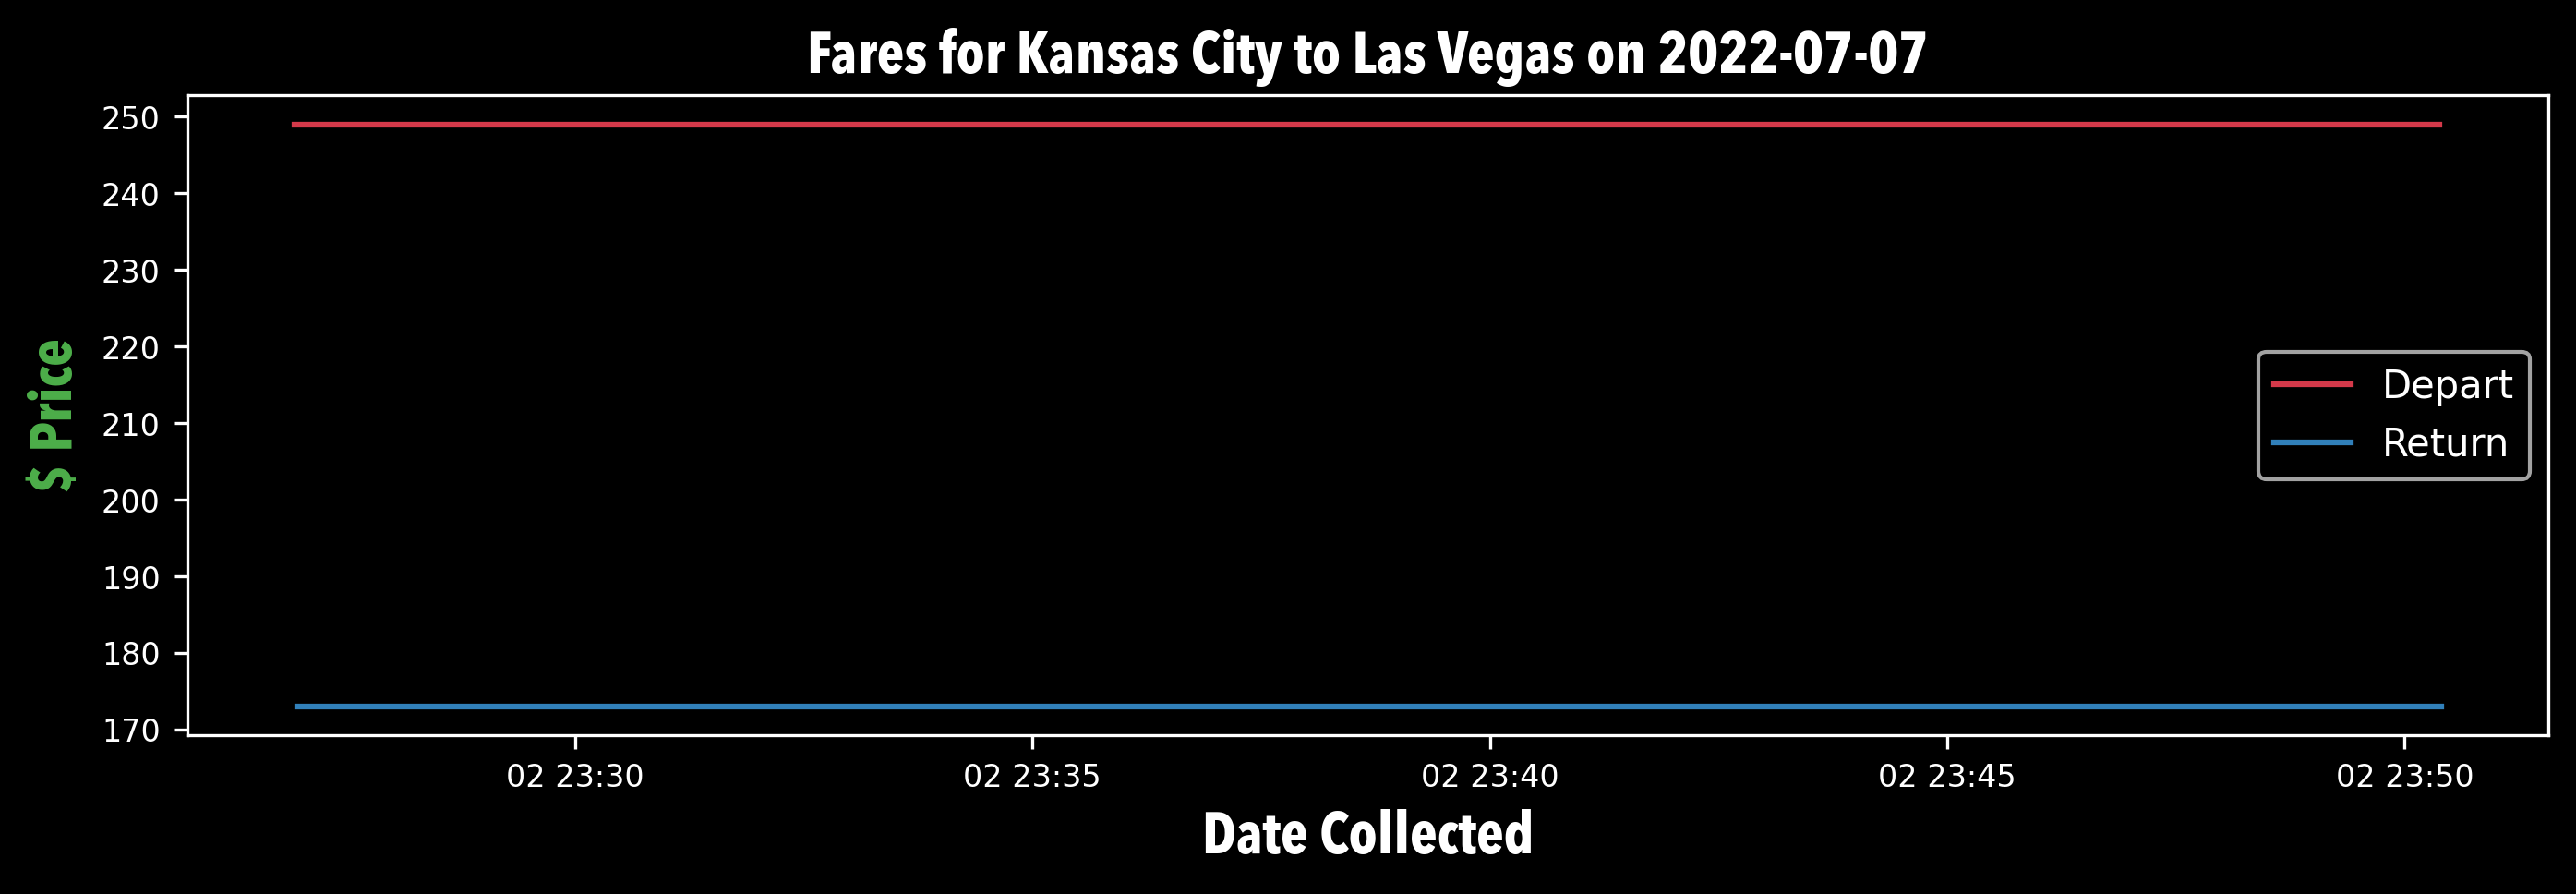 Fares for Kansas City to Las Vegas on 2022-07-07
$ Price
250
240
230
220
210
200
190
180
170
Depart
Return
02 23:30 02 23:35 02 23:40 02 23:45 02 23:50
Date Collected